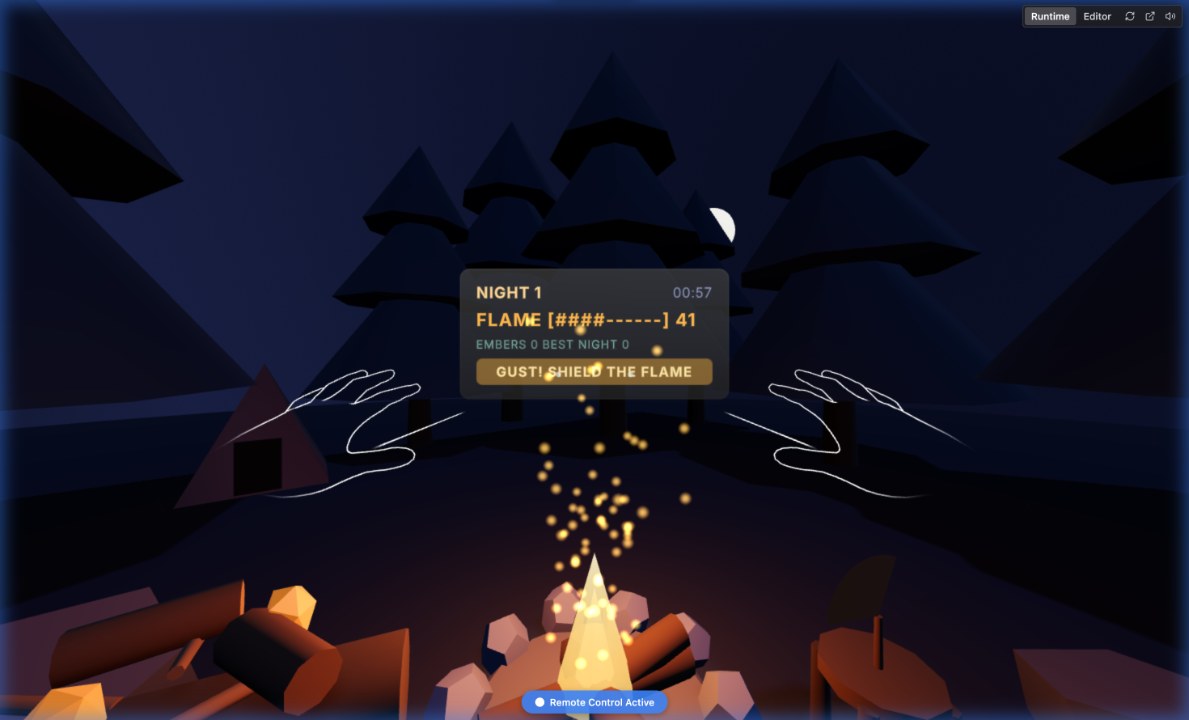 Runtime Editor
NIGHT 1 00:57
FLAME [####------] 41
EMBERS 0 BEST NIGHT 0
GUST! SHIELD THE FLAME
Remote Control Active